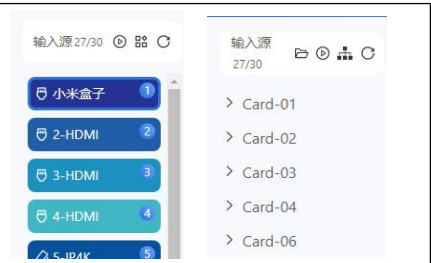 输入源27/30
小米盒子 1
2-HDMI 2
3-HDMI 3
4-HDMI 4
5-IP4K 5
输入源
27/30
Card-01
Card-02
Card-03
Card-04
Card-06